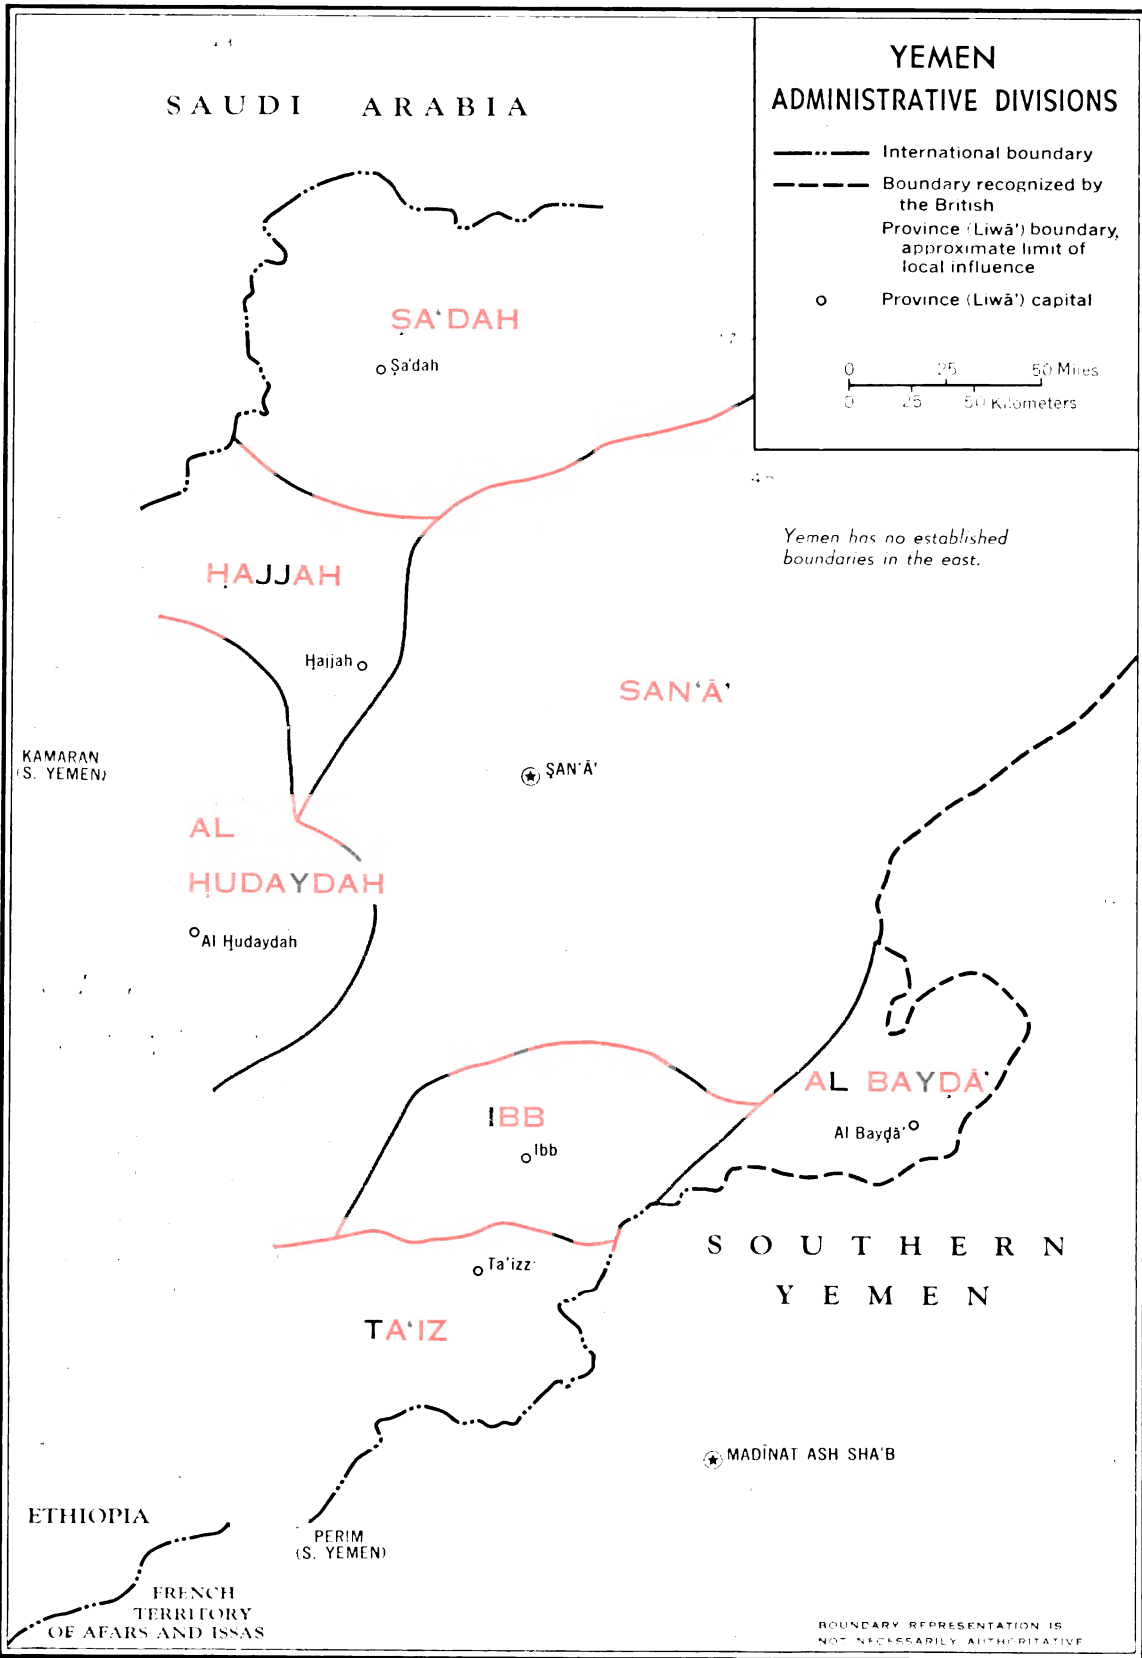 YEMEN
ADMINISTRATIVE DIVISIONS
International boundary
Boundary recognized by
the British
Province (Liwā') boundary,
approximate limit of
local influence
Province (Liwā') capital
0 25 50 Miles
0 25 50 Kilometers
SAUDI ARABIA
ṢA'DAH
Ṣa'dah
Yemen has no established
boundaries in the east.
ḤAJJAH
Ḥajjah
SAN'Ā'
ṢAN'Ā'
KAMARAN
(S. YEMEN)
AL
ḤUDAYDAH
Al Ḥudaydah
AL BAYḌĀ'
Al Bayḍā'
IBB
Ibb
SOUTHERN
YEMEN
Ta'izz
TA'IZ
MADĪNAT ASH SHA'B
ETHIOPIA
PERIM
(S. YEMEN)
FRENCH
TERRITORY
OF AFARS AND ISSAS
BOUNDARY REPRESENTATION IS
NOT NECESSARILY AUTHORITATIVE